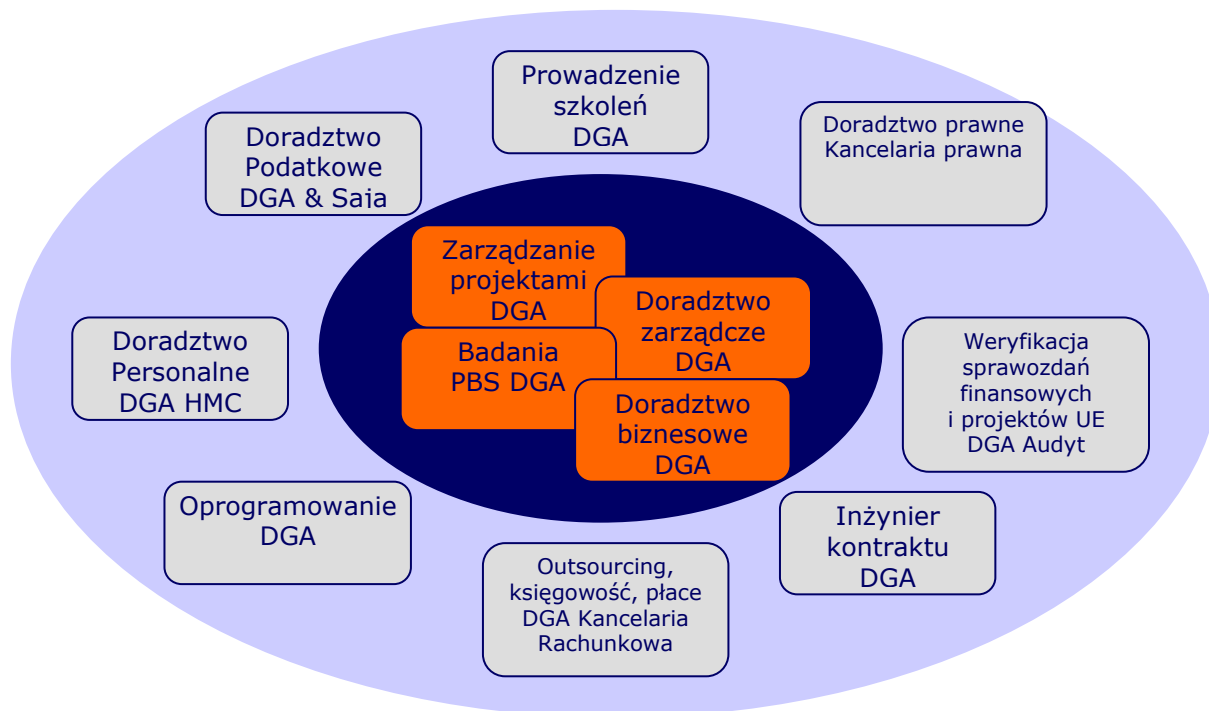 Prowadzenie
szkoleń
DGA
Doradztwo prawne
Kancelaria prawna
Doradztwo
Podatkowe
DGA & Saja
Zarządzanie
projektami
DGA
Doradztwo
zarządcze
DGA
Badania
PBS DGA
Doradztwo
biznesowe
DGA
Doradztwo
Personalne
DGA HMC
Weryfikacja
sprawozdań
finansowych
i projektów UE
DGA Audyt
Oprogramowanie
DGA
Inżynier
kontraktu
DGA
Outsourcing,
księgowość, płace
DGA Kancelaria
Rachunkowa